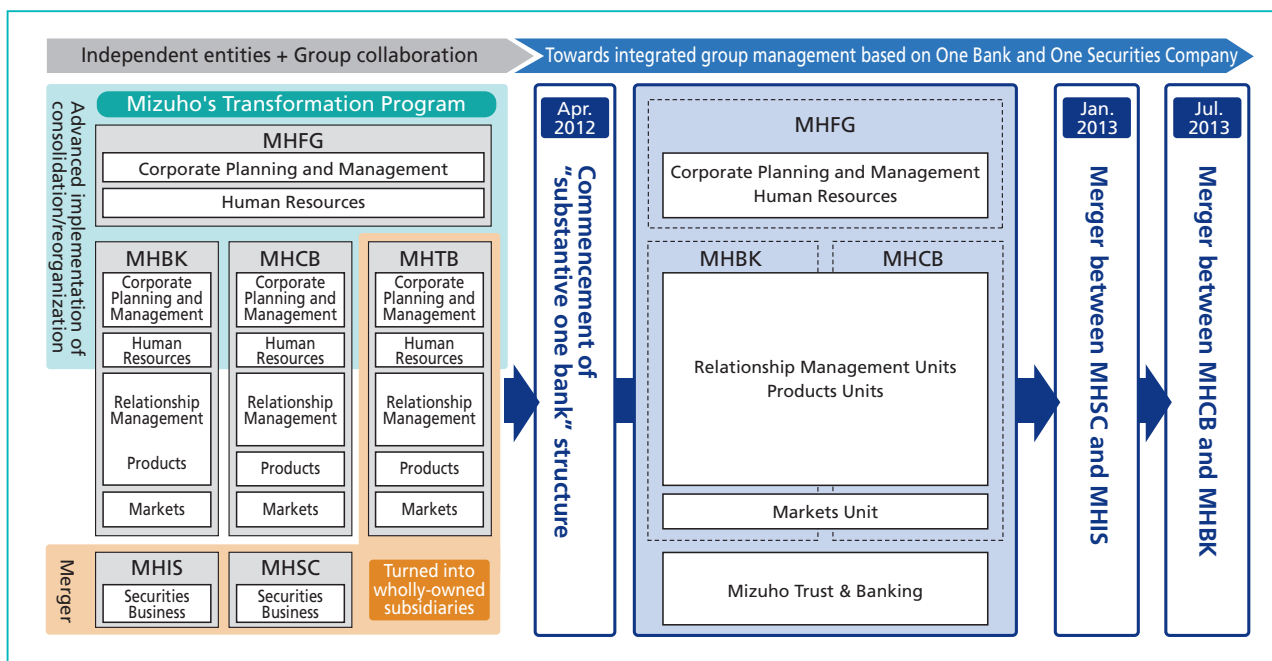 Independent entities + Group collaboration
Towards integrated group management based on One Bank and One Securities Company
Advanced implementation of
consolidation/reorganization
Mizuho's Transformation Program
MHFG
Corporate Planning and Management
Human Resources
MHBK
Corporate
Planning and
Management
Human
Resources
Relationship
Management
Products
Markets
MHCB
Corporate
Planning and
Management
Human
Resources
Relationship
Management
Products
Markets
MHTB
Corporate
Planning and
Management
Human
Resources
Relationship
Management
Products
Markets
Merger
MHIS
Securities
Business
MHSC
Securities
Business
Turned into
wholly-owned
subsidiaries
Apr.
2012
Commencement of
“substantive one bank” structure
MHFG
Corporate Planning and Management
Human Resources
MHBK
MHCB
Relationship Management Units
Products Units
Markets Unit
Mizuho Trust & Banking
Jan.
2013
Merger between MHSC and MHIS
Jul.
2013
Merger between MHCB and MHBK